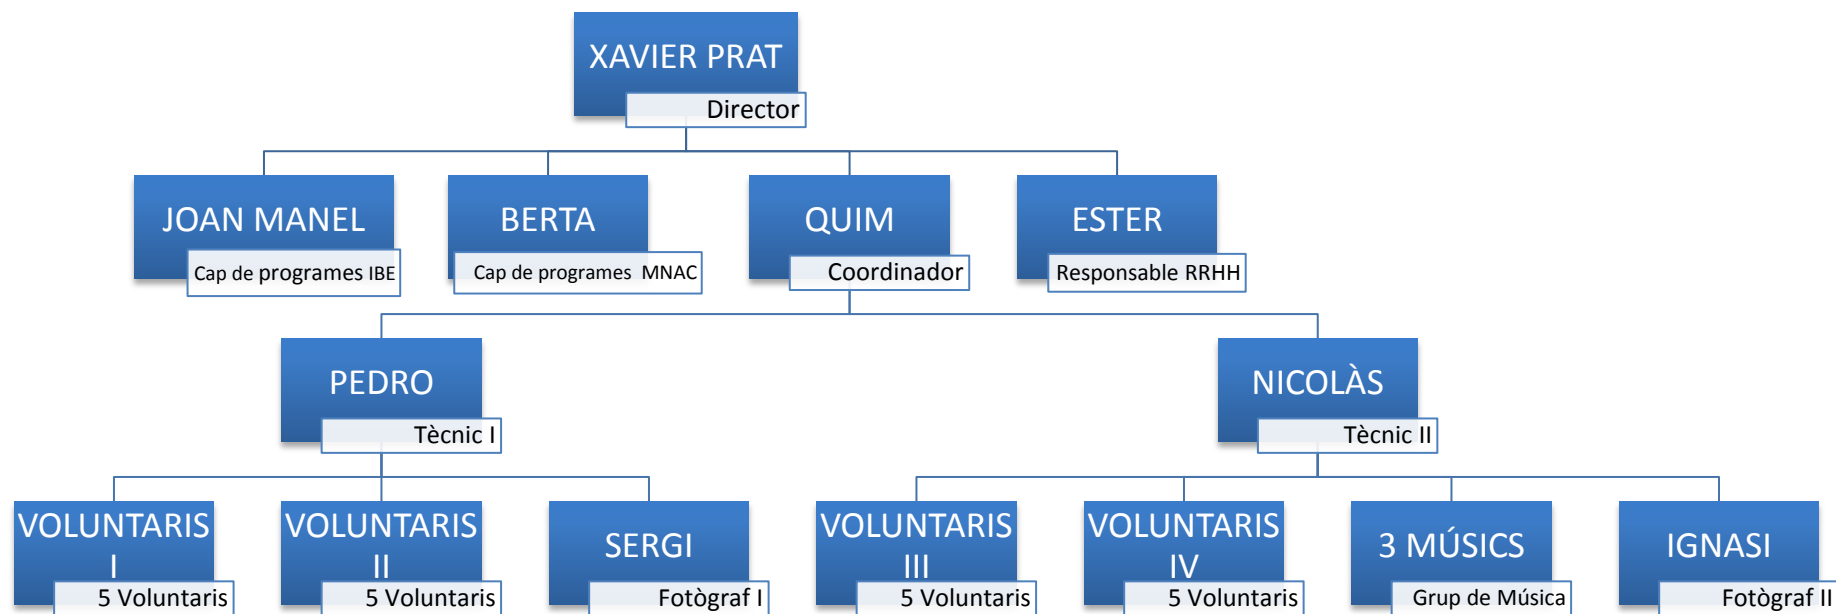 XAVIER PRAT
Director
JOAN MANEL
Cap de programes IBE
BERTA
Cap de programes MNAC
QUIM
Coordinador
ESTER
Responsable RRHH
PEDRO
Tècnic I
NICOLÀS
Tècnic II
VOLUNTARIS
I
5 Voluntaris
VOLUNTARIS
II
5 Voluntaris
SERGI
Fotògraf I
VOLUNTARIS
III
5 Voluntaris
VOLUNTARIS
IV
5 Voluntaris
3 MÚSICS
Grup de Música
IGNASI
Fotògraf II